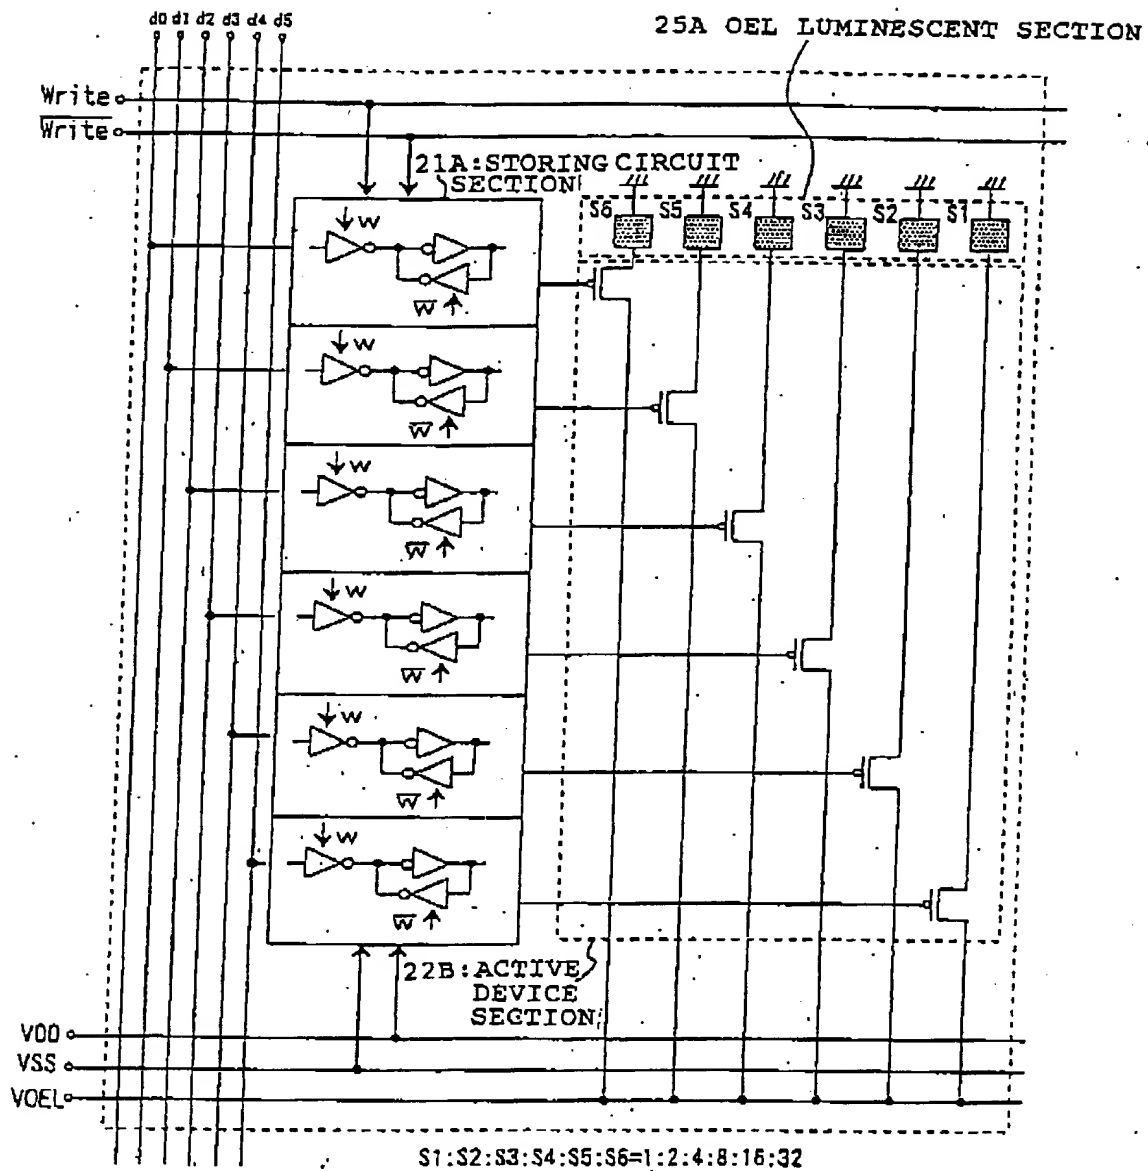 d0 d1 d2 d3 d4 d5
25A OEL LUMINESCENT SECTION
Write
W̅r̅i̅t̅e̅
21A:STORING CIRCUIT
SECTION
S6 S5 S4 S3 S2 S1
W
W̅
W
W̅
W
W̅
W
W̅
W
W̅
W
W̅
22B:ACTIVE
DEVICE
SECTION
VDD
VSS
VOEL
S1:S2:S3:S4:S5:S6=1:2:4:8:16:32